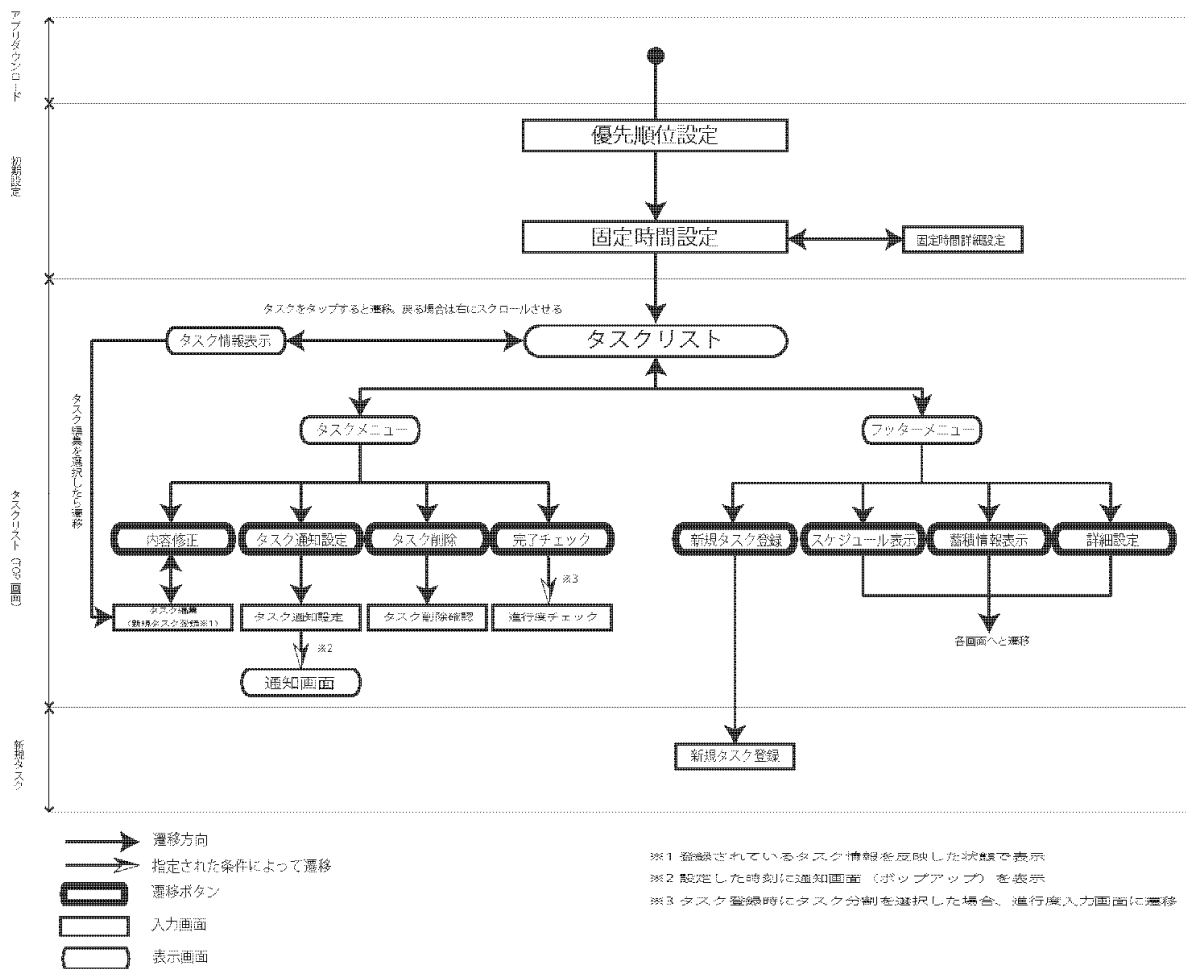 アプリダウンロード
優先順位設定
初期設定
固定時間設定
固定時間詳細設定
タスクをタップすると遷移、戻る場合は右にスクロールさせる
タスク情報表示
タスクリスト
タスク編集を選択したら遷移
タスクメニュー
フッターメニュー
タスクリスト（TOP画面）
内容修正
タスク通知設定
タスク削除
完了チェック
新規タスク登録
スケジュール表示
蓄積情報表示
詳細設定
※3
タスク編集
（新規タスク登録※1）
タスク通知設定
タスク削除確認
進行度チェック
各画面へと遷移
※2
通知画面
新規タスク
新規タスク登録
遷移方向
指定された条件によって遷移
遷移ボタン
入力画面
表示画面
※1 登録されているタスク情報を反映した状態で表示
※2 設定した時刻に通知画面（ポップアップ）を表示
※3 タスク登録時にタスク分割を選択した場合、進行度入力画面に遷移